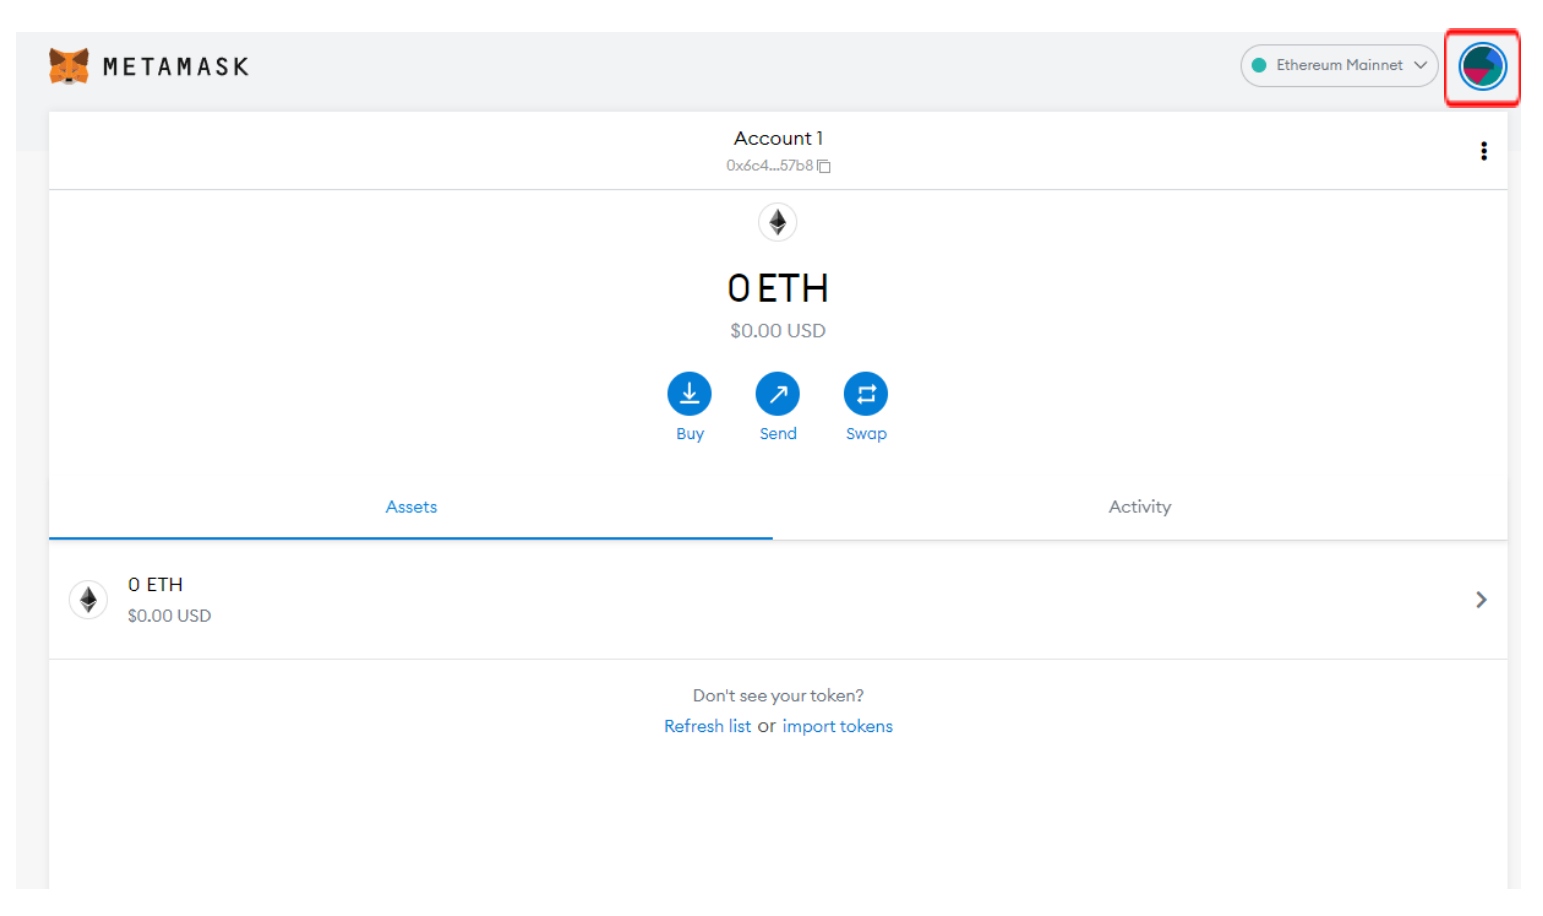 METAMASK
Ethereum Mainnet
Account 1
0x6c4...57b8
0 ETH
$0.00 USD
Buy
Send
Swap
Assets
Activity
0 ETH
$0.00 USD
Don't see your token?
Refresh list or import tokens